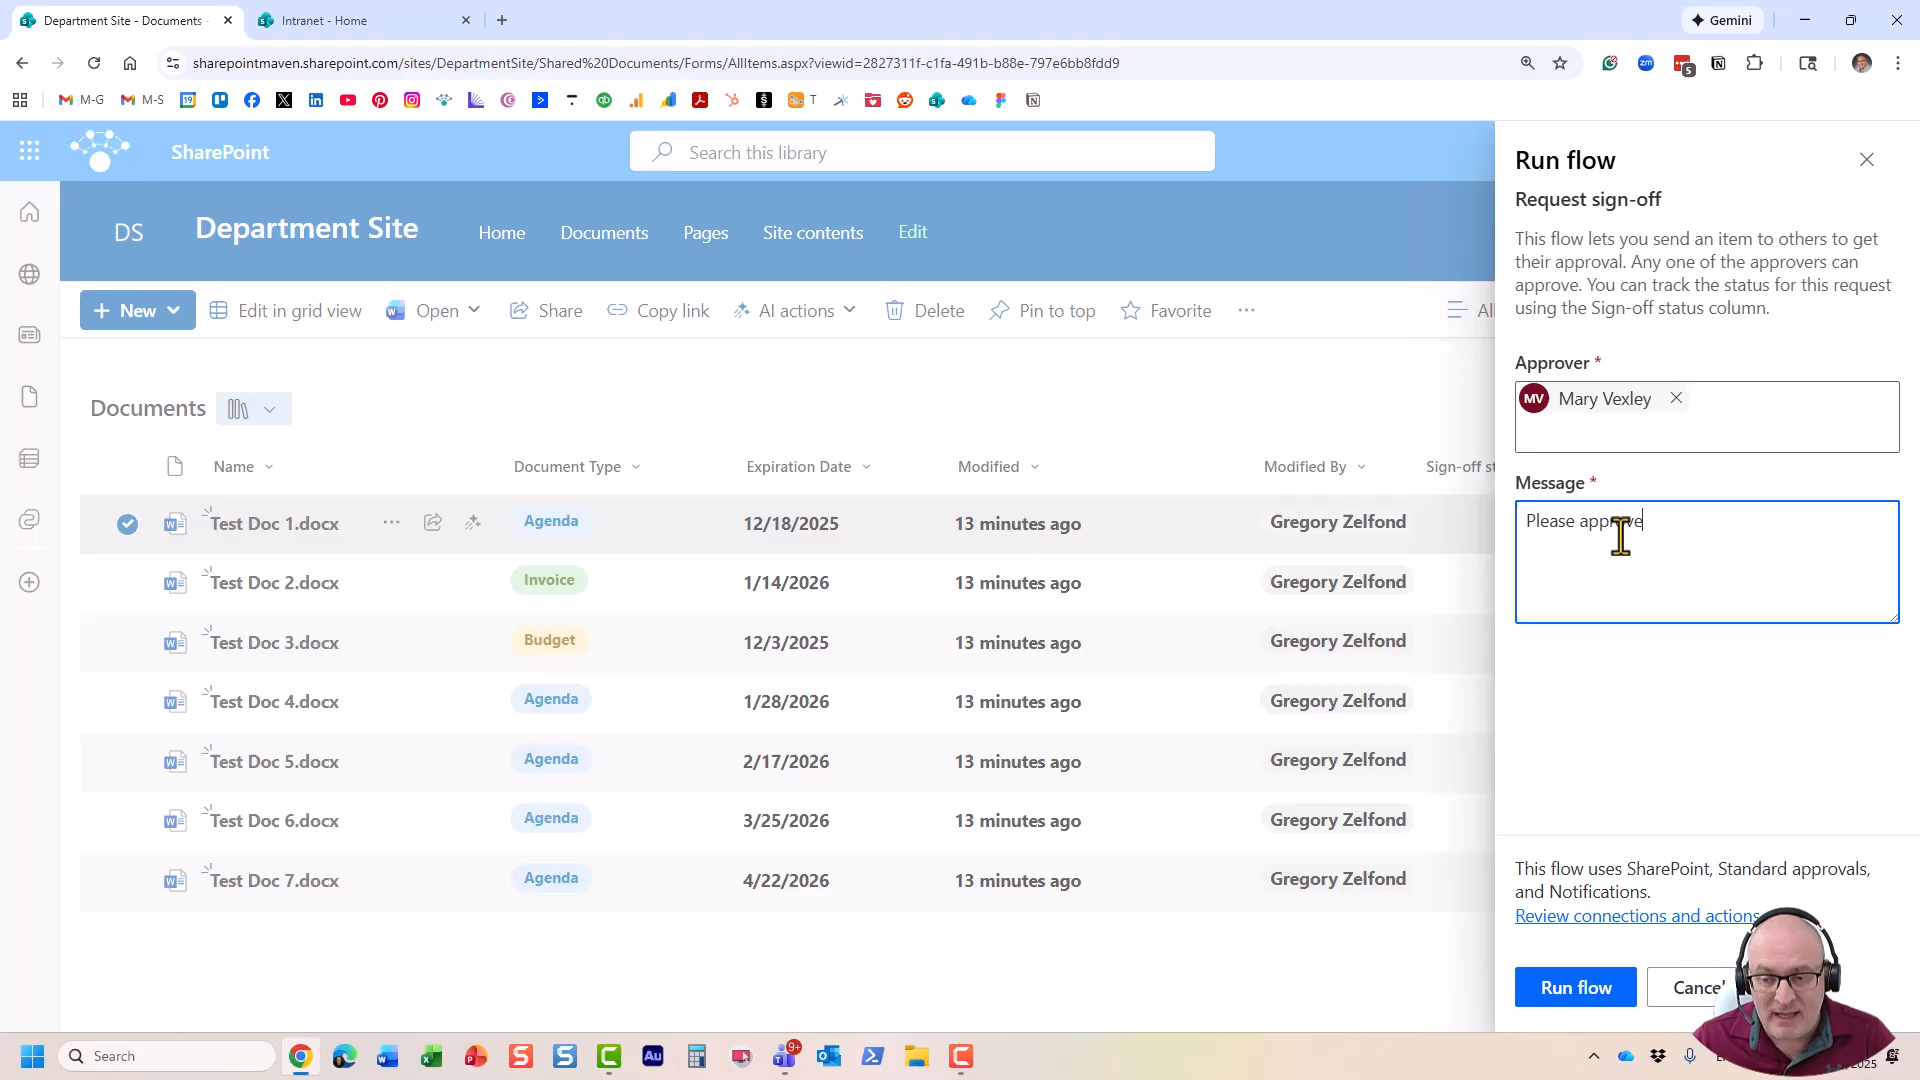 Department Site - Documents -
Intranet - Home
Gemini
sharepointmaven.sharepoint.com/sites/DepartmentSite/Shared%20Documents/Forms/AllItems.aspx?viewid=2827311f-c1fa-491b-b88e-797e6bb8fdd9
M-G
M-S
T
SharePoint
Search this library
DS
Department Site
Home
Documents
Pages
Site contents
Edit
New
Edit in grid view
Open
Share
Copy link
AI actions
Delete
Pin to top
Favorite
All
Documents
Name
Document Type
Expiration Date
Modified
Modified By
Sign-off st
Test Doc 1.docx
Agenda
12/18/2025
13 minutes ago
Gregory Zelfond
Test Doc 2.docx
Invoice
1/14/2026
13 minutes ago
Gregory Zelfond
Test Doc 3.docx
Budget
12/3/2025
13 minutes ago
Gregory Zelfond
Test Doc 4.docx
Agenda
1/28/2026
13 minutes ago
Gregory Zelfond
Test Doc 5.docx
Agenda
2/17/2026
13 minutes ago
Gregory Zelfond
Test Doc 6.docx
Agenda
3/25/2026
13 minutes ago
Gregory Zelfond
Test Doc 7.docx
Agenda
4/22/2026
13 minutes ago
Gregory Zelfond
Run flow
Request sign-off
This flow lets you send an item to others to get
their approval. Any one of the approvers can
approve. You can track the status for this request
using the Sign-off status column.
Approver *
MV Mary Vexley
Message *
Please approve
This flow uses SharePoint, Standard approvals,
and Notifications.
Review connections and actions
Run flow
Cancel
Search
9+